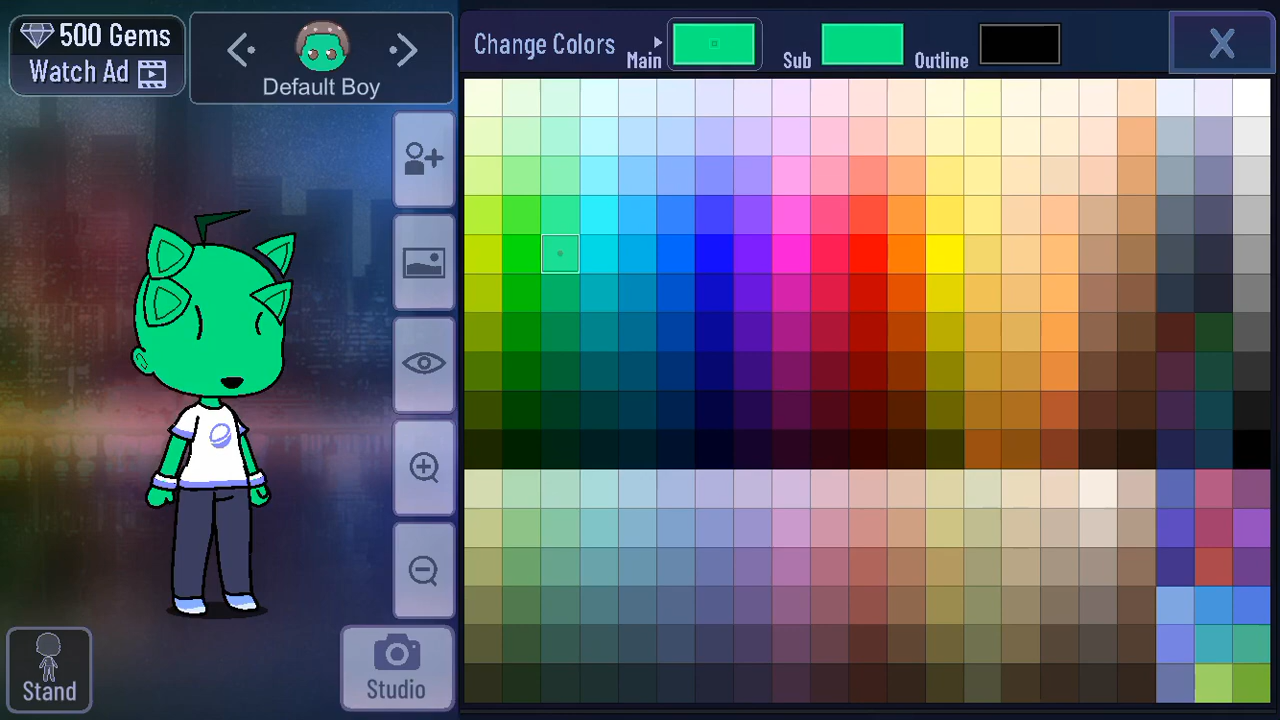 500 Gems
Watch Ad
Default Boy
Change Colors
Main
Sub
Outline
X
Stand
Studio